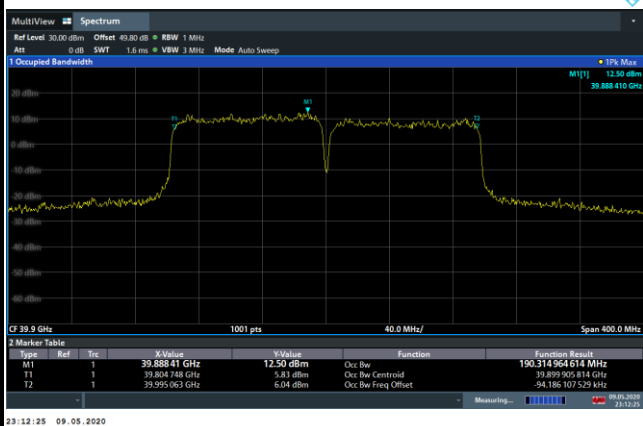 MultiView Spectrum
Ref Level 30.00 dBm Offset 49.80 dB RBW 1 MHz
Att 0 dB SWT 1.6 ms VBW 3 MHz Mode Auto Sweep
1 Occupied Bandwidth 1Pk Max
M1[1] 12.50 dBm
39.888 410 GHz
20 dBm
M1
10 dBm
T1 T2
0 dBm
-10 dBm
-20 dBm
-30 dBm
-40 dBm
-50 dBm
-60 dBm
CF 39.9 GHz 1001 pts 40.0 MHz/ Span 400.0 MHz
2 Marker Table
Type Ref Trc X-Value Y-Value Function Function Result
M1 1 39.88841 GHz 12.50 dBm Occ Bw 190.314 964 614 MHz
T1 1 39.804 748 GHz 5.83 dBm Occ Bw Centroid 39.899 905 814 GHz
T2 1 39.995 063 GHz 6.04 dBm Occ Bw Freq Offset -94.186 107 529 kHz
Measuring... 09.05.2020
23:12:25
23:12:25 09.05.2020